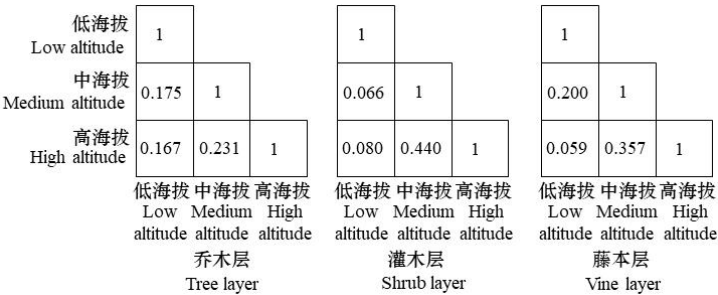 低海拔
Low altitude
1
1
1
中海拔
Medium altitude
0.175
1
0.066
1
0.200
1
高海拔
High altitude
0.167
0.231
1
0.080
0.440
1
0.059
0.357
1
低海拔 中海拔 高海拔
Low Medium High
altitude altitude altitude
乔木层
Tree layer
低海拔 中海拔 高海拔
Low Medium High
altitude altitude altitude
灌木层
Shrub layer
低海拔 中海拔 高海拔
Low Medium High
altitude altitude altitude
藤本层
Vine layer